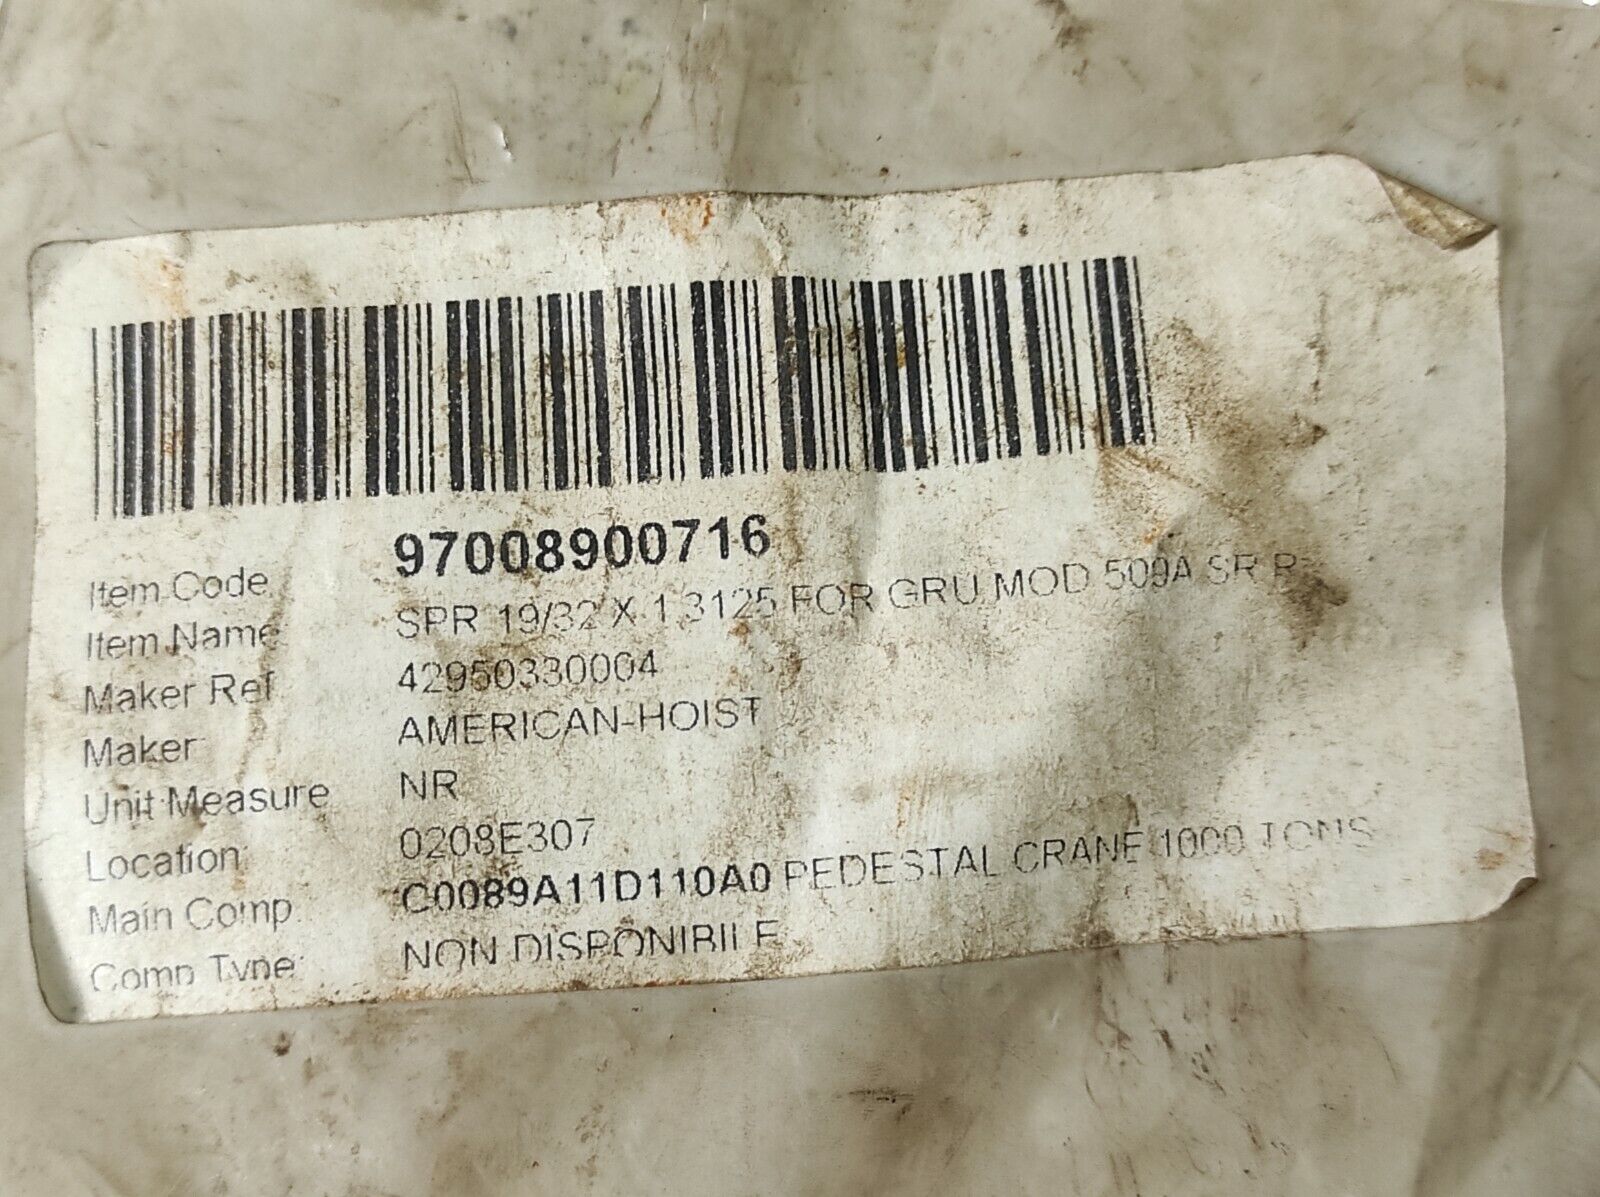 Item Code 97008900716
Item Name SPR 19/32 X 1.3125 FOR GRU MOD 509A SR
Maker Ref 42950330004
Maker AMERICAN-HOIST
Unit Measure NR
Location 0208E307
Main Comp C0089A11D110A0 PEDESTAL CRANE 1000 TONS
Comp Type NON DISPONIBILE